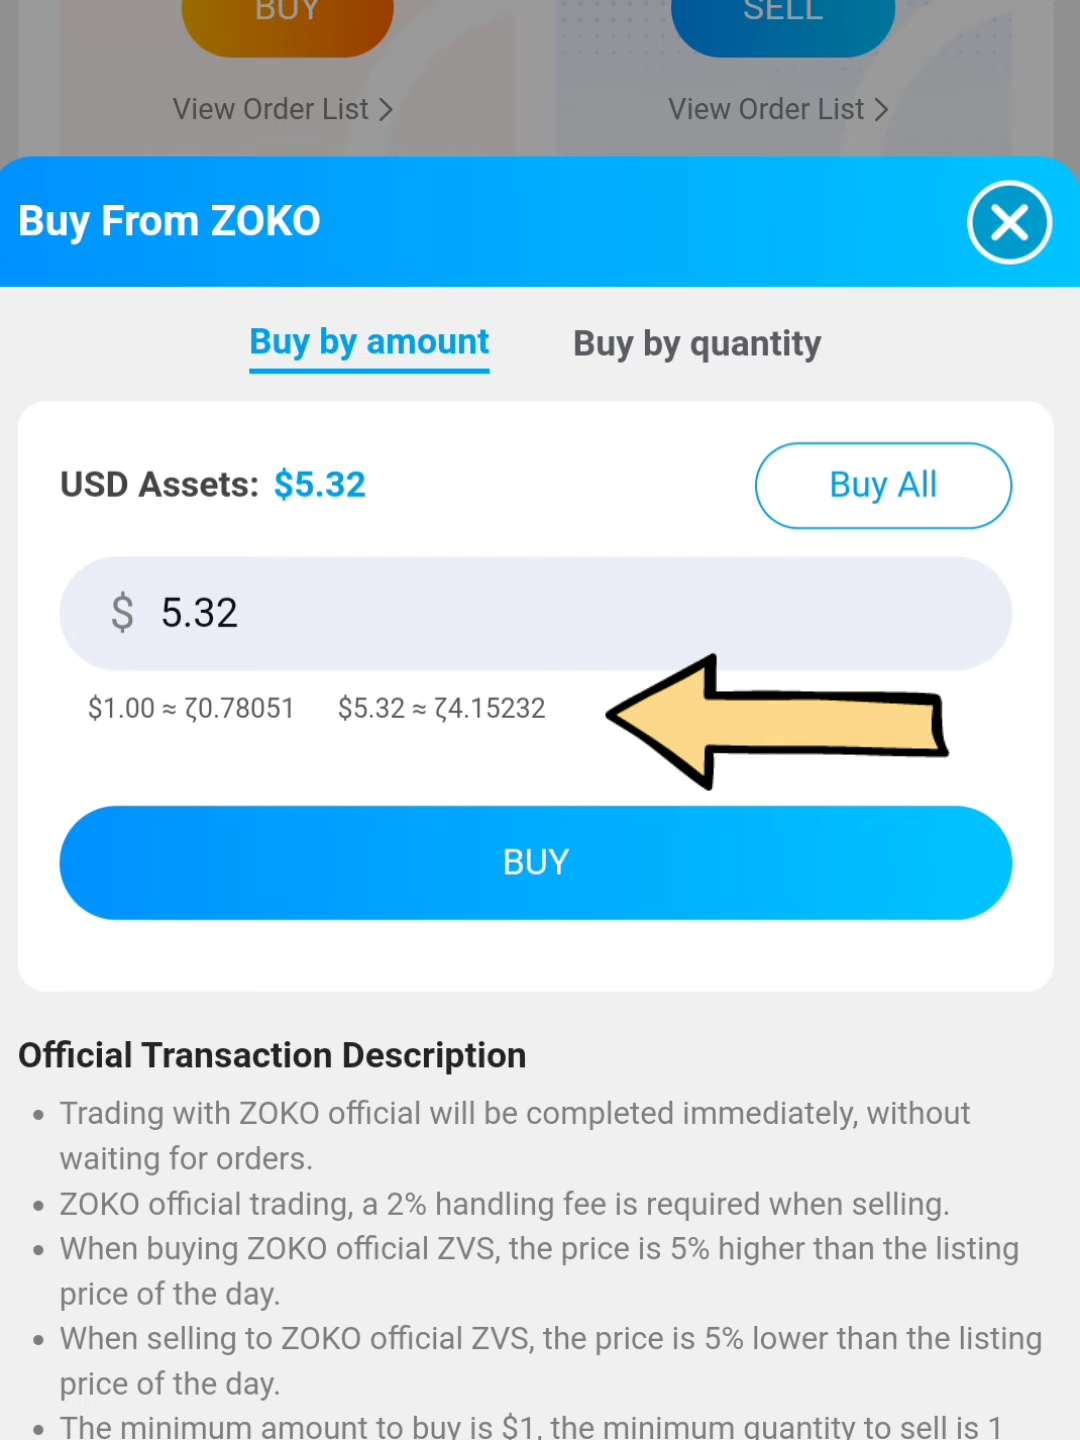 BUY
SELL
View Order List
View Order List
Buy From ZOKO
Buy by amount
Buy by quantity
USD Assets: $5.32
Buy All
$ 5.32
$1.00 ≈ ζ0.78051
$5.32 ≈ ζ4.15232
BUY
Official Transaction Description
• Trading with ZOKO official will be completed immediately, without
waiting for orders.
• ZOKO official trading, a 2% handling fee is required when selling.
• When buying ZOKO official ZVS, the price is 5% higher than the listing
price of the day.
• When selling to ZOKO official ZVS, the price is 5% lower than the listing
price of the day.
• The minimum amount to buy is $1, the minimum quantity to sell is 1